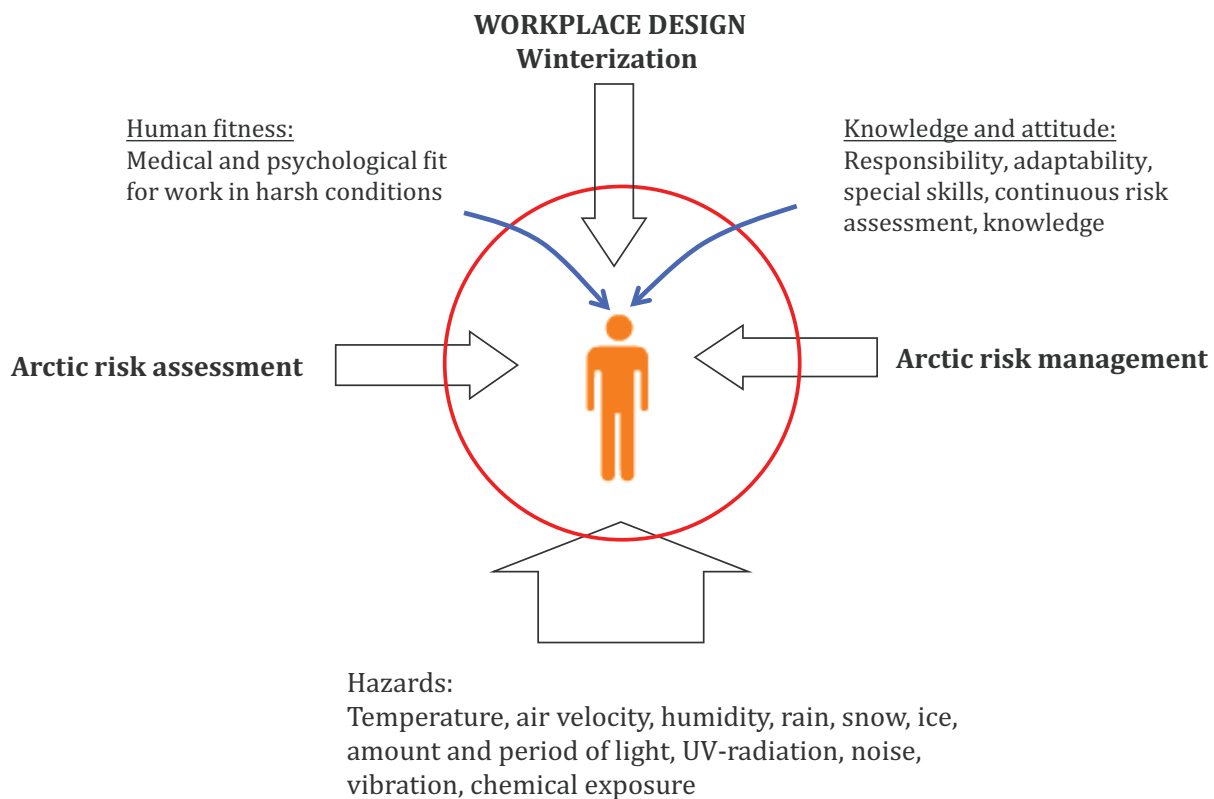 WORKPLACE DESIGN
Winterization
Human fitness:
Medical and psychological fit
for work in harsh conditions
Knowledge and attitude:
Responsibility, adaptability,
special skills, continuous risk
assessment, knowledge
Arctic risk assessment
Arctic risk management
Hazards:
Temperature, air velocity, humidity, rain, snow, ice,
amount and period of light, UV-radiation, noise,
vibration, chemical exposure